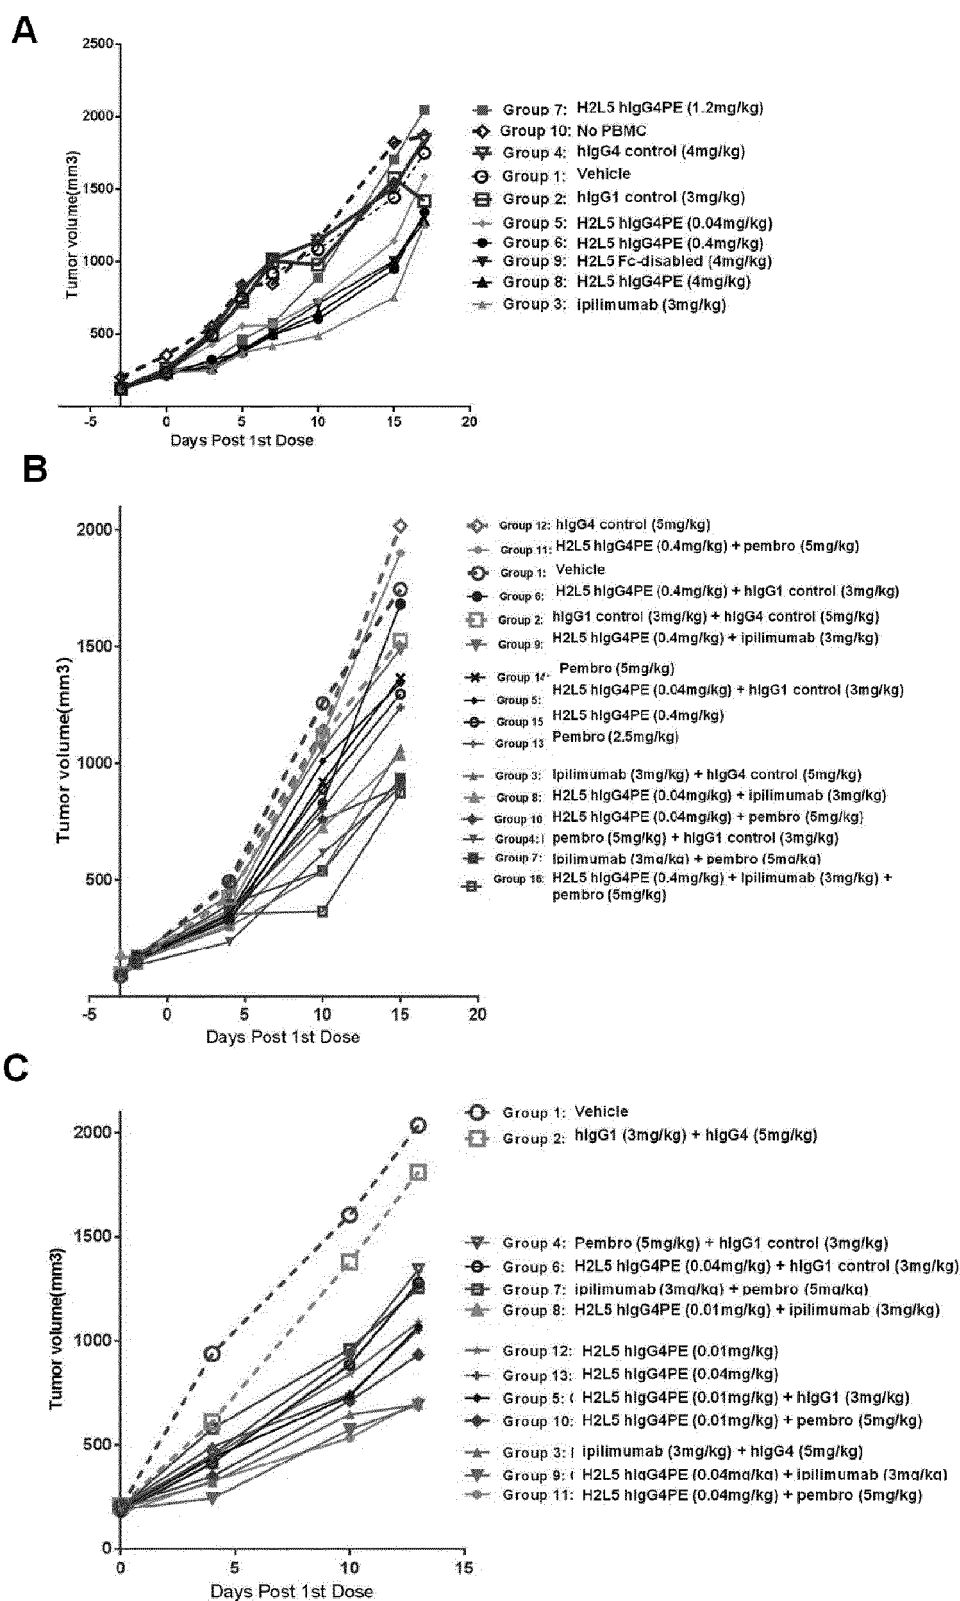 A
Tumor volume(mm3)
2500
2000
1500
1000
500
-5
0
5
10
15
20
Days Post 1st Dose
Group 7: H2L5 hIgG4PE (1.2mg/kg)
Group 10: No PBMC
Group 4: hIgG4 control (4mg/kg)
Group 1: Vehicle
Group 2: hIgG1 control (3mg/kg)
Group 5: H2L5 hIgG4PE (0.04mg/kg)
Group 6: H2L5 hIgG4PE (0.4mg/kg)
Group 9: H2L5 Fc-disabled (4mg/kg)
Group 8: H2L5 hIgG4PE (4mg/kg)
Group 3: ipilimumab (3mg/kg)
B
Tumor volume(mm3)
2000
1500
1000
500
-5
0
5
10
15
20
Days Post 1st Dose
Group 12: hIgG4 control (5mg/kg)
Group 11: H2L5 hIgG4PE (0.4mg/kg) + pembro (5mg/kg)
Group 1: Vehicle
Group 6: H2L5 hIgG4PE (0.4mg/kg) + hIgG1 control (3mg/kg)
Group 2: hIgG1 control (3mg/kg) + hIgG4 control (5mg/kg)
Group 9: H2L5 hIgG4PE (0.4mg/kg) + ipilimumab (3mg/kg)
Group 14: Pembro (5mg/kg)
Group 5: H2L5 hIgG4PE (0.04mg/kg) + hIgG1 control (3mg/kg)
Group 15 H2L5 hIgG4PE (0.4mg/kg)
Group 13 Pembro (2.5mg/kg)
Group 3: Ipilimumab (3mg/kg) + hIgG4 control (5mg/kg)
Group 8: H2L5 hIgG4PE (0.04mg/kg) + ipilimumab (3mg/kg)
Group 10 H2L5 hIgG4PE (0.04mg/kg) + pembro (5mg/kg)
Group4: pembro (5mg/kg) + hIgG1 control (3mg/kg)
Group 7: Ipilimumab (3mg/kg) + pembro (5mg/kg)
Group 16: H2L5 hIgG4PE (0.4mg/kg) + Ipilimumab (3mg/kg) +
pembro (5mg/kg)
C
Tumor volume(mm3)
2000
1500
1000
500
0
0
5
10
15
Days Post 1st Dose
Group 1: Vehicle
Group 2: hIgG1 (3mg/kg) + hIgG4 (5mg/kg)
Group 4: Pembro (5mg/kg) + hIgG1 control (3mg/kg)
Group 6: H2L5 hIgG4PE (0.04mg/kg) + hIgG1 control (3mg/kg)
Group 7: ipilimumab (3mg/kg) + pembro (5mg/kg)
Group 8: H2L5 hIgG4PE (0.01mg/kg) + ipilimumab (3mg/kg)
Group 12: H2L5 hIgG4PE (0.01mg/kg)
Group 13: H2L5 hIgG4PE (0.04mg/kg)
Group 5: ( H2L5 hIgG4PE (0.01mg/kg) + hIgG1 (3mg/kg)
Group 10: H2L5 hIgG4PE (0.01mg/kg) + pembro (5mg/kg)
Group 3: ipilimumab (3mg/kg) + hIgG4 (5mg/kg)
Group 9: ( H2L5 hIgG4PE (0.04mg/kg) + ipilimumab (3mg/kg)
Group 11: H2L5 hIgG4PE (0.04mg/kg) + pembro (5mg/kg)